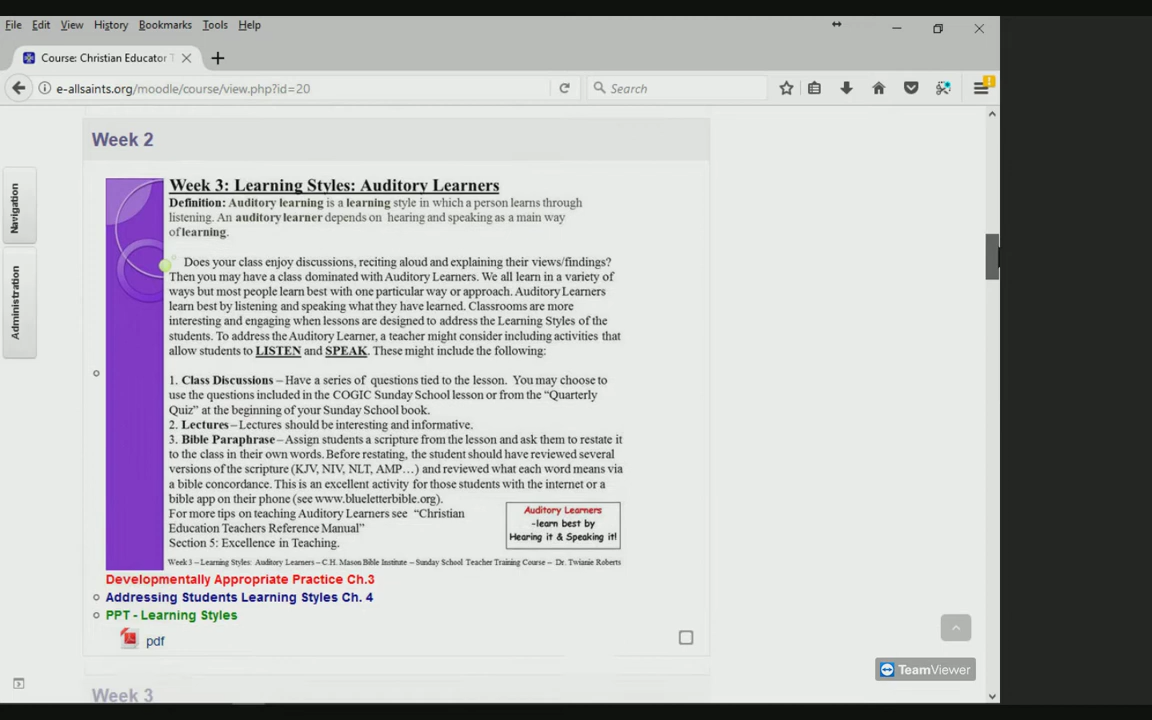 File Edit View History Bookmarks Tools Help
Course: Christian Educator T
e-allsaints.org/moodle/course/view.php?id=20
Search
Navigation
Administration
Week 2
Week 3: Learning Styles: Auditory Learners
Definition: Auditory learning is a learning style in which a person learns through
listening. An auditory learner depends on hearing and speaking as a main way
of learning.
Does your class enjoy discussions, reciting aloud and explaining their views/findings?
Then you may have a class dominated with Auditory Learners. We all learn in a variety of
ways but most people learn best with one particular way or approach. Auditory Learners
learn best by listening and speaking what they have learned. Classrooms are more
interesting and engaging when lessons are designed to address the Learning Styles of the
students. To address the Auditory Learner, a teacher might consider including activities that
allow students to LISTEN and SPEAK. These might include the following:
1. Class Discussions – Have a series of questions tied to the lesson. You may choose to
use the questions included in the COGIC Sunday School lesson or from the “Quarterly
Quiz” at the beginning of your Sunday School book.
2. Lectures – Lectures should be interesting and informative.
3. Bible Paraphrase – Assign students a scripture from the lesson and ask them to restate it
to the class in their own words. Before restating, the student should have reviewed several
versions of the scripture (KJV, NIV, NLT, AMP…) and reviewed what each word means via
a bible concordance. This is an excellent activity for those students with the internet or a
bible app on their phone (see www.blueletterbible.org).
For more tips on teaching Auditory Learners see “Christian
Education Teachers Reference Manual”
Section 5: Excellence in Teaching.
Auditory Learners
-learn best by
Hearing it & Speaking it!
Week 3 – Learning Styles: Auditory Learners – C.H. Mason Bible Institute – Sunday School Teacher Training Course – Dr. Twianie Roberts
Developmentally Appropriate Practice Ch.3
Addressing Students Learning Styles Ch. 4
PPT - Learning Styles
pdf
TeamViewer
Week 3